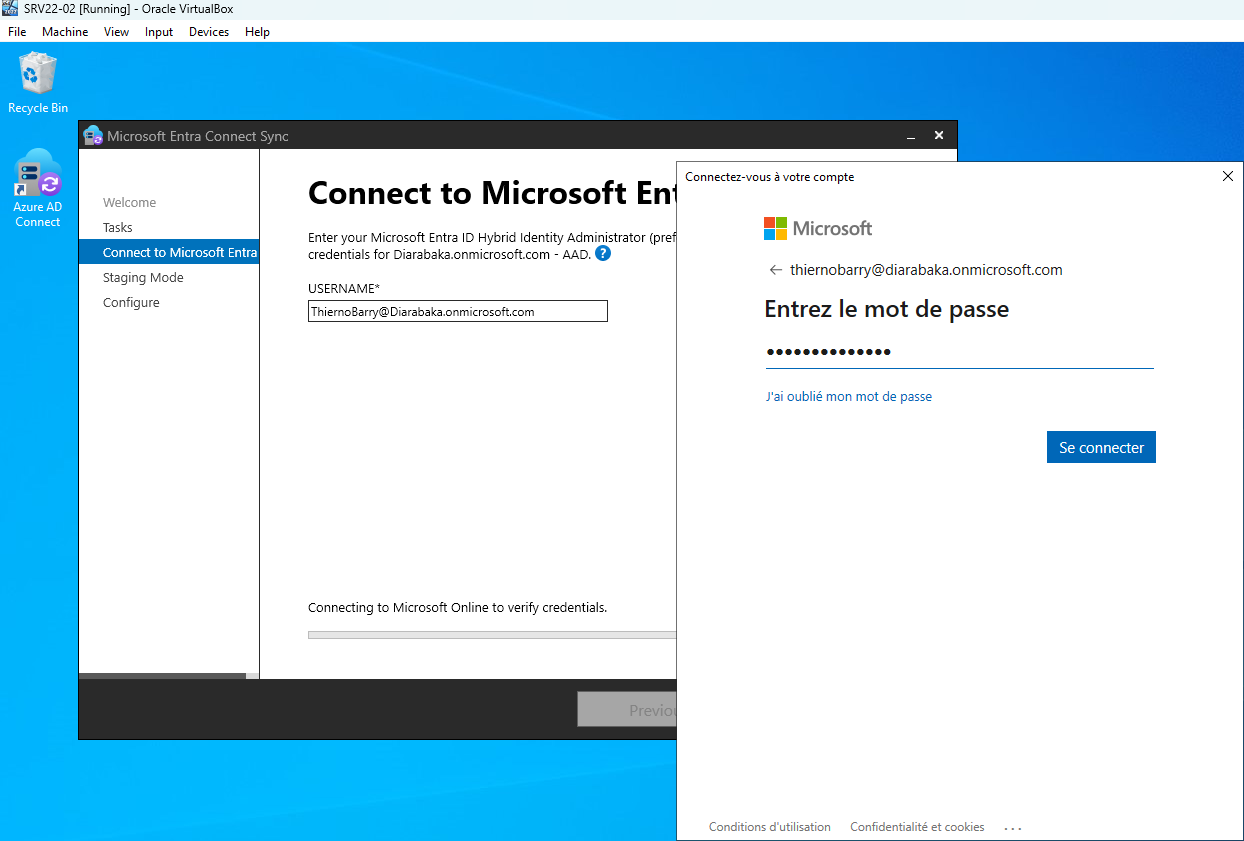 SRV22-02 [Running] - Oracle VirtualBox
File Machine View Input Devices Help
Recycle Bin
Azure AD
Connect
Microsoft Entra Connect Sync
Welcome
Tasks
Connect to Microsoft Entra
Staging Mode
Configure
Connect to Microsoft Ent
Enter your Microsoft Entra ID Hybrid Identity Administrator (pref
credentials for Diarabaka.onmicrosoft.com - AAD. ?
USERNAME*
ThiernoBarry@Diarabaka.onmicrosoft.com
Connecting to Microsoft Online to verify credentials.
Previou
Connectez-vous à votre compte
Microsoft
thiernobarry@diarabaka.onmicrosoft.com
Entrez le mot de passe
••••••••••••••
J'ai oublié mon mot de passe
Se connecter
Conditions d'utilisation Confidentialité et cookies ...